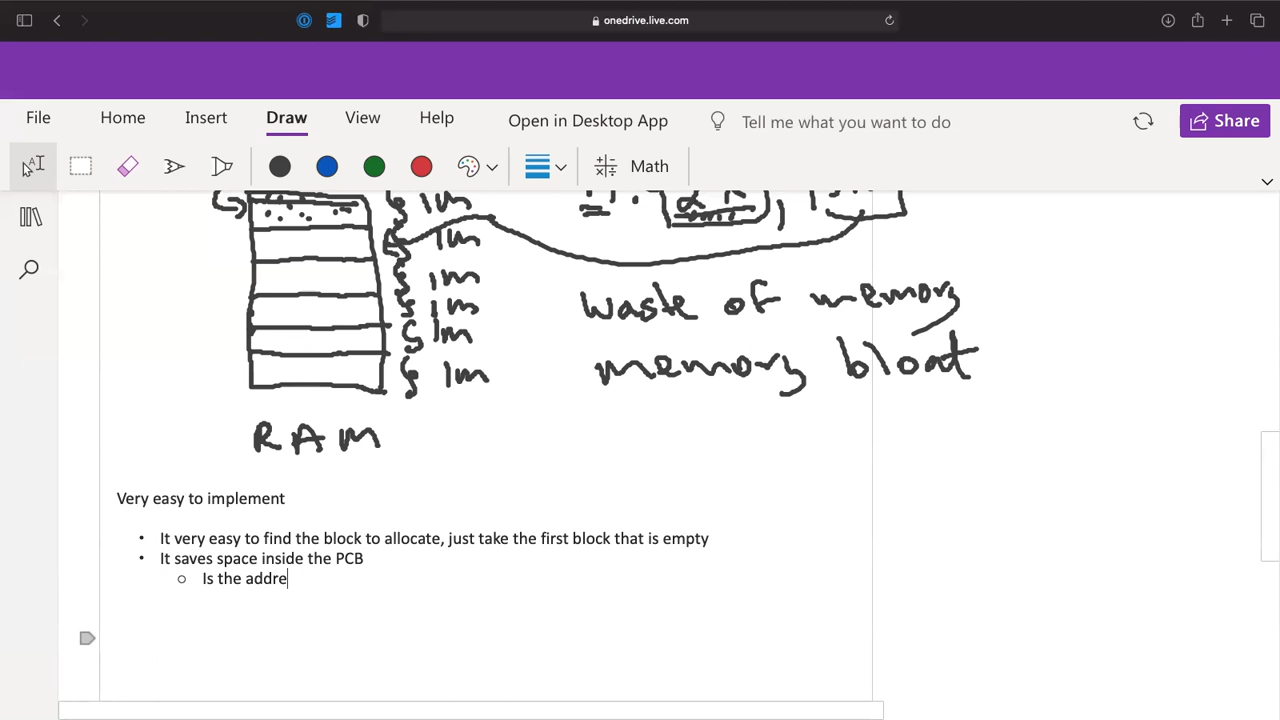 onedrive.live.com
File Home Insert Draw View Help Open in Desktop App Tell me what you want to do Share
Math
1m
1m
1m
1m
1m
1m
waste of memory
memory bloat
RAM
Very easy to implement
• It very easy to find the block to allocate, just take the first block that is empty
• It saves space inside the PCB
○ Is the addre